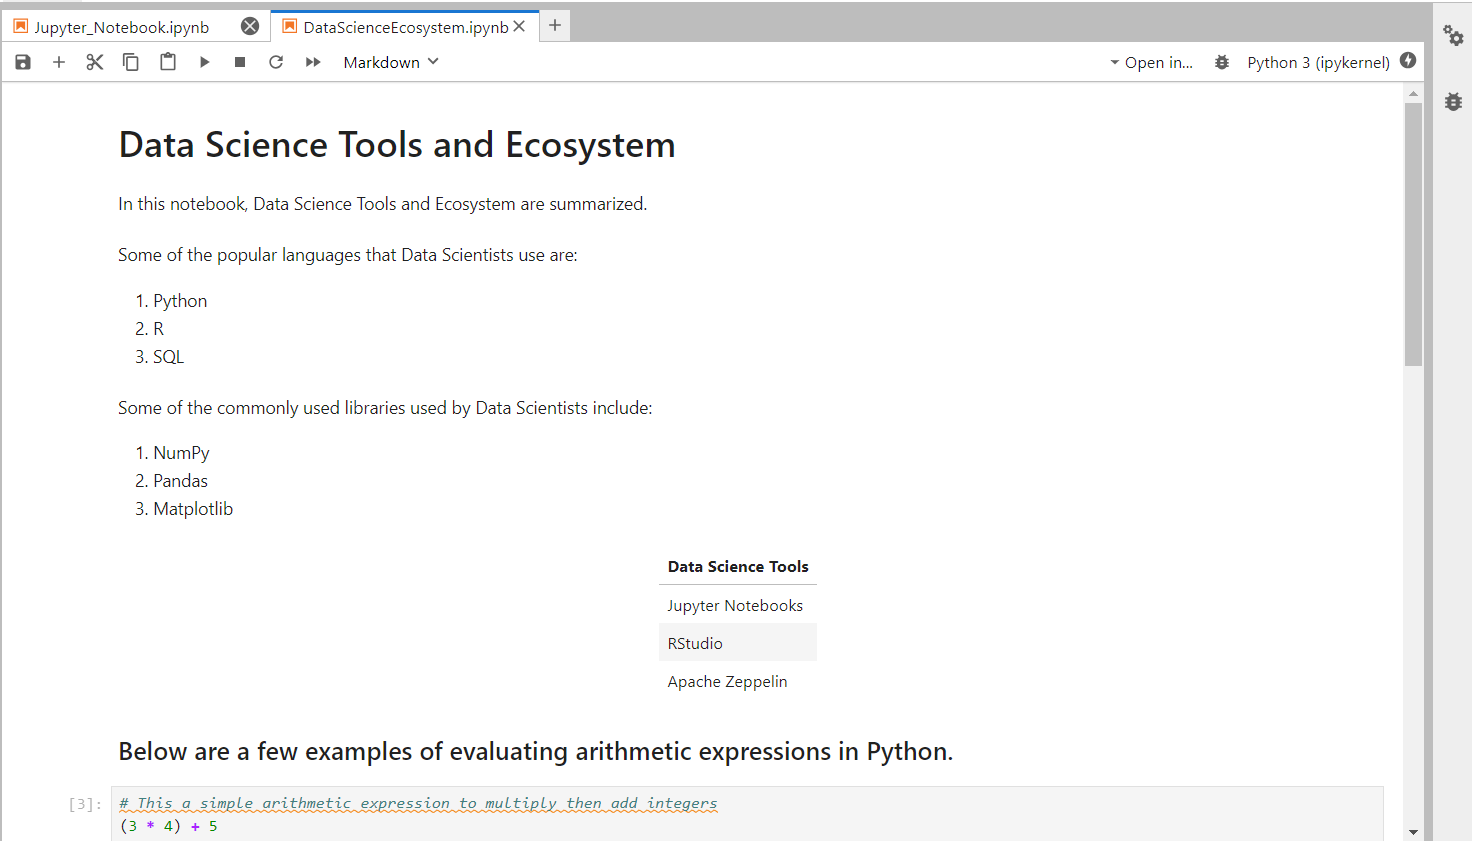 Jupyter_Notebook.ipynb
DataScienceEcosystem.ipynb
Markdown
Open in...
Python 3 (ipykernel)
Data Science Tools and Ecosystem
In this notebook, Data Science Tools and Ecosystem are summarized.
Some of the popular languages that Data Scientists use are:
1. Python
2. R
3. SQL
Some of the commonly used libraries used by Data Scientists include:
1. NumPy
2. Pandas
3. Matplotlib
Data Science Tools
Jupyter Notebooks
RStudio
Apache Zeppelin
Below are a few examples of evaluating arithmetic expressions in Python.
[3]: # This a simple arithmetic expression to multiply then add integers
(3 * 4) + 5